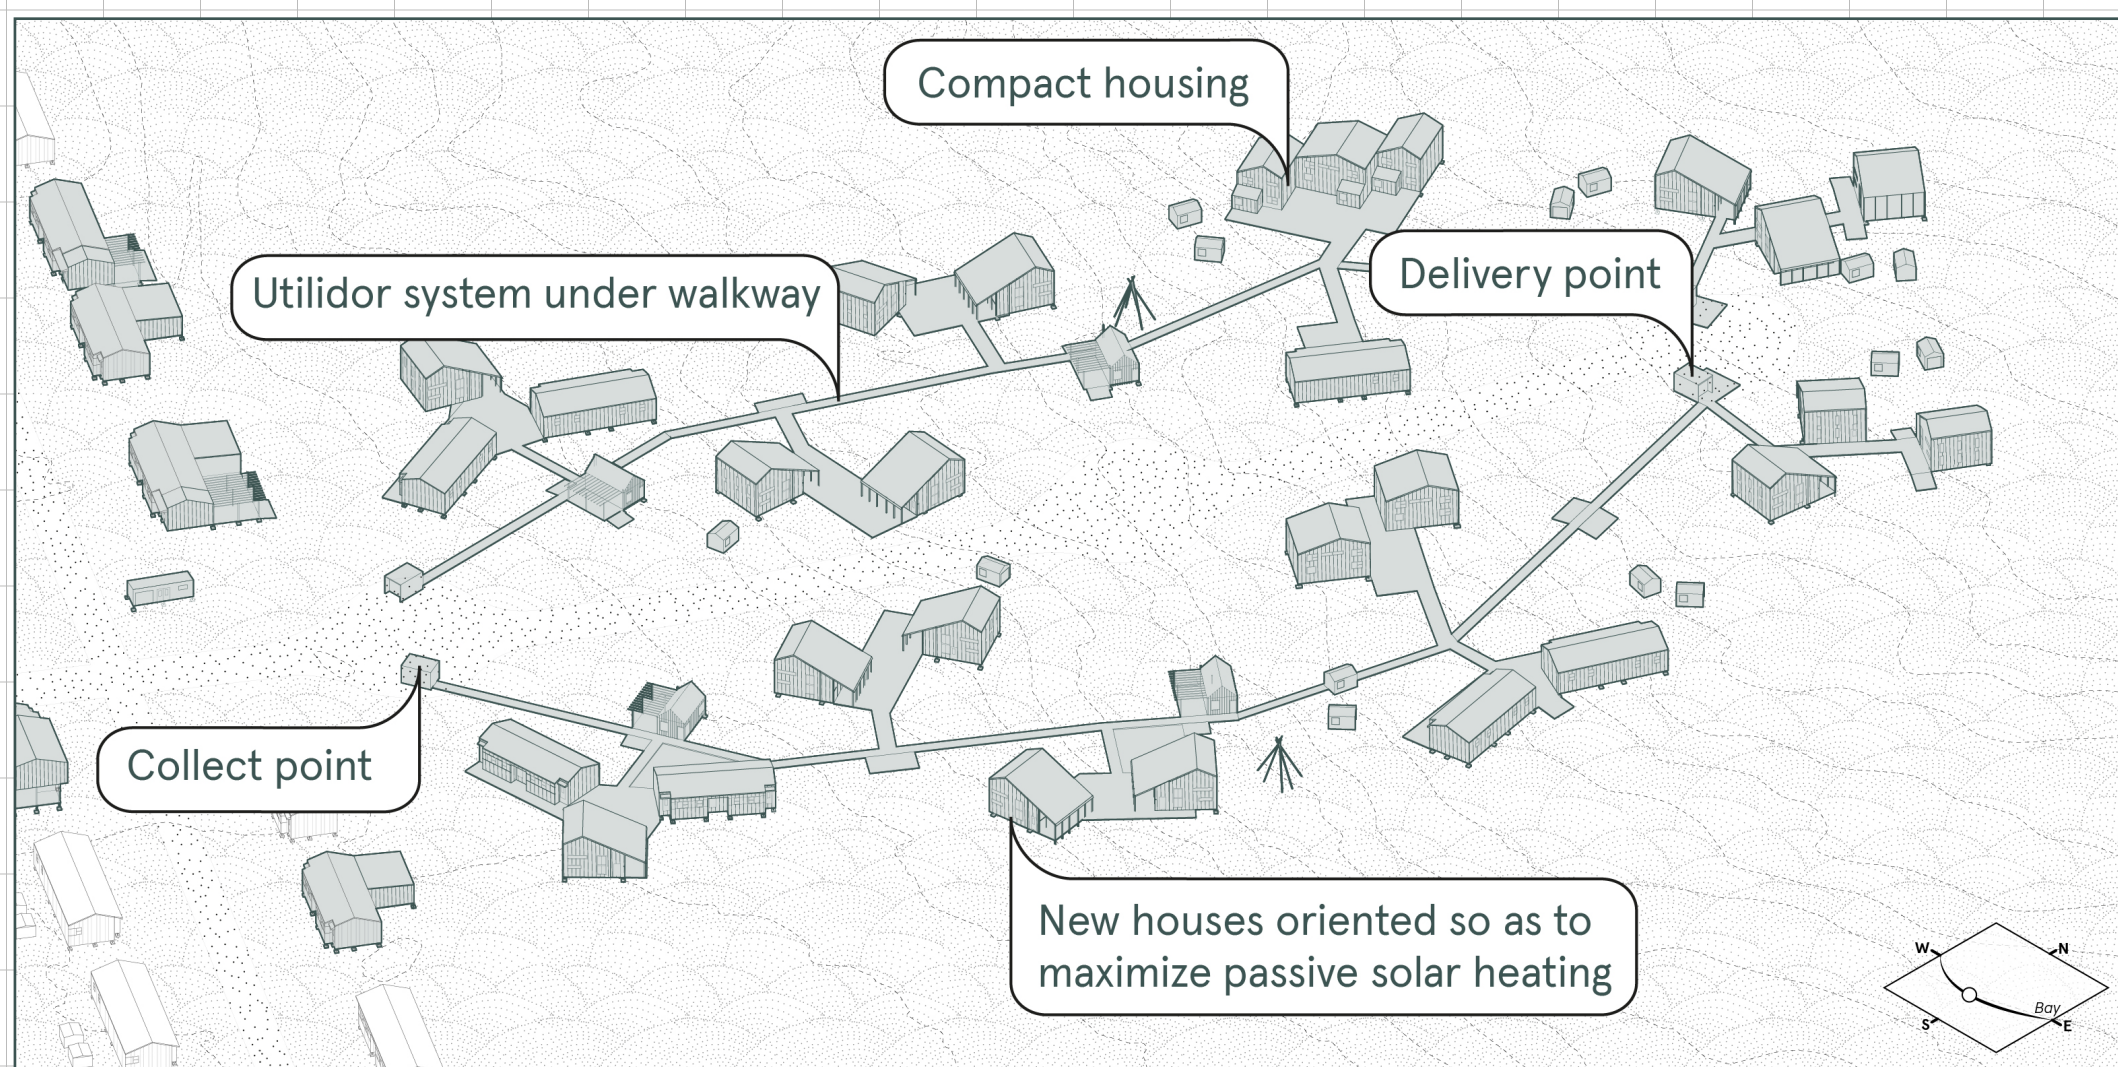 Compact housing
Utilidor system under walkway
Delivery point
Collect point
New houses oriented so as to
maximize passive solar heating
W
N
Bay
S
E